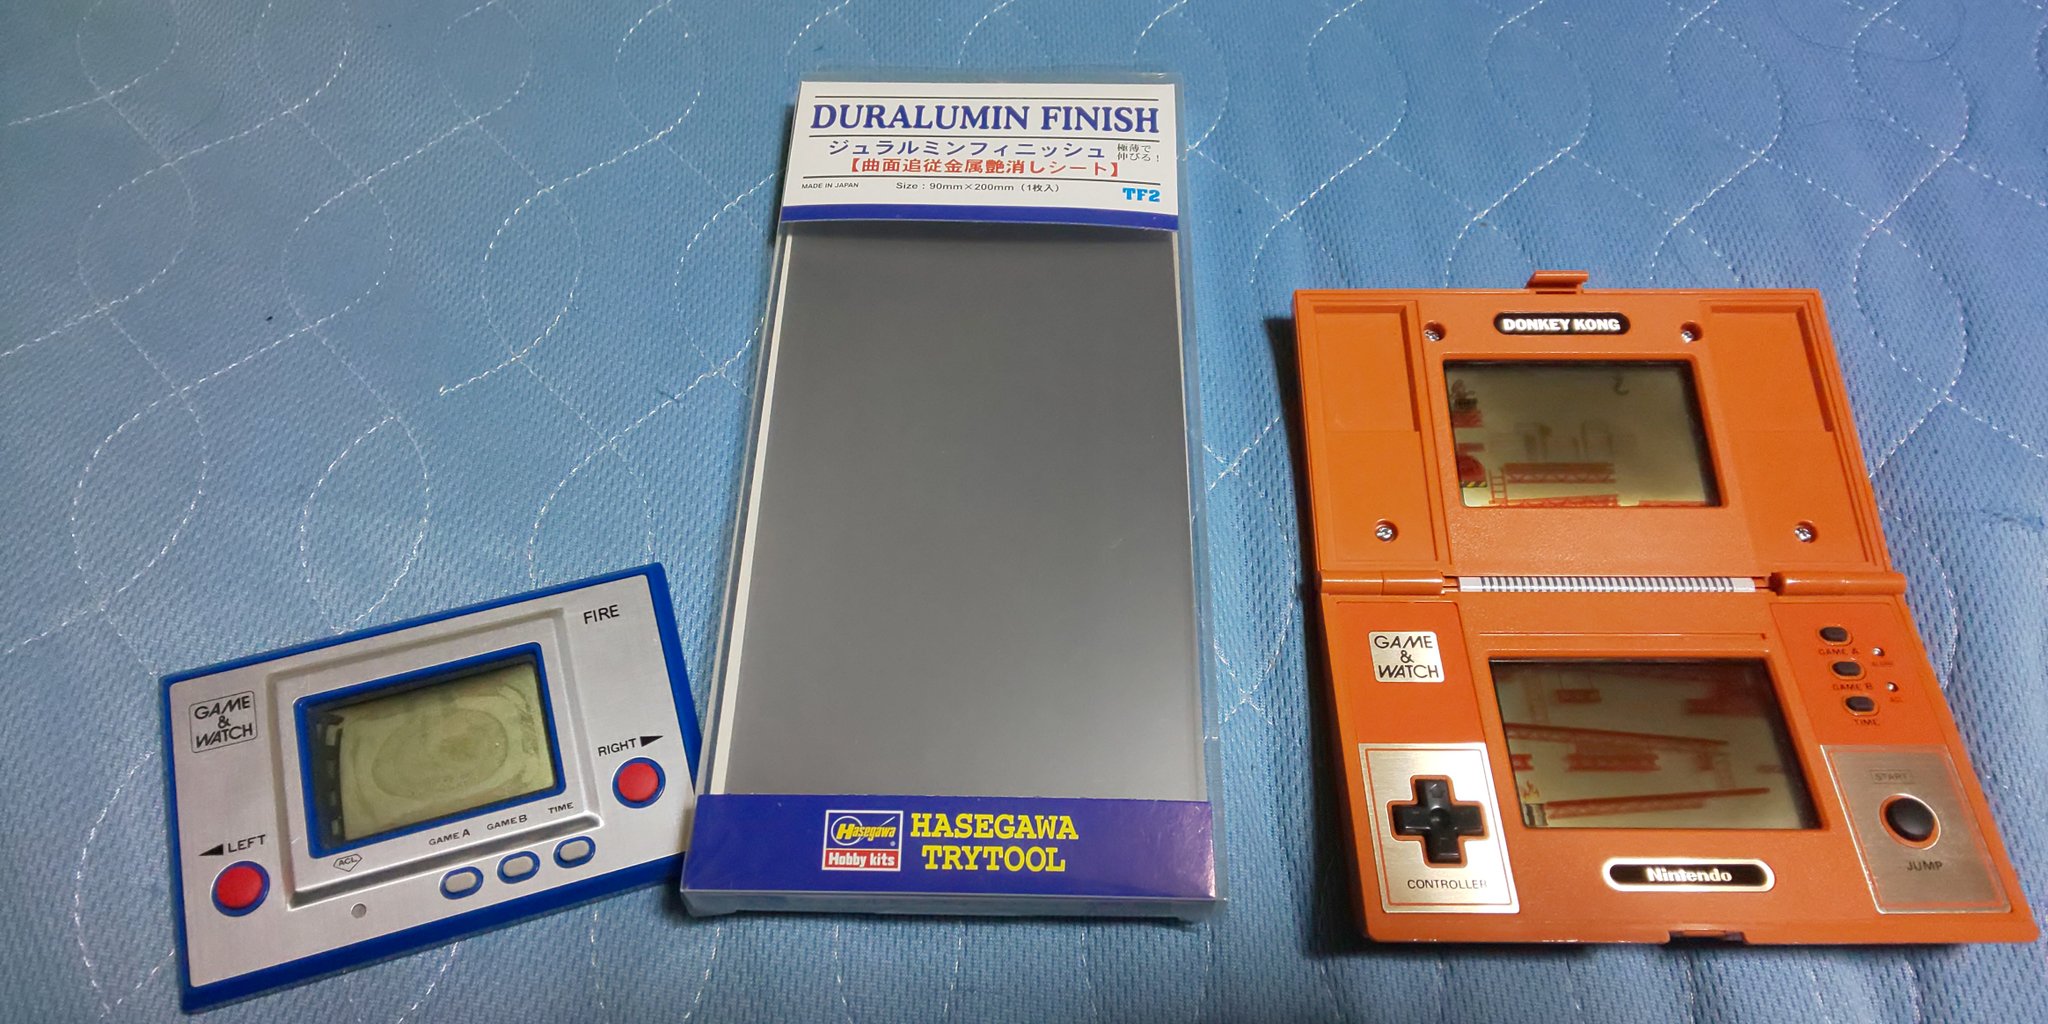 DURALUMIN FINISH
ジュラルミンフィニッシュ 極薄で伸びる!
【曲面追従金属艶消しシート】
MADE IN JAPAN Size : 90mm×200mm (1枚入) TF2
Hasegawa
Hobby kits
HASEGAWA
TRYTOOL
FIRE
GAME
&
WATCH
RIGHT
LEFT
GAME A GAME B TIME
ACL
DONKEY KONG
GAME
&
WATCH
GAME A
ALARM
GAME B
ACL
TIME
START
CONTROLLER
JUMP
Nintendo